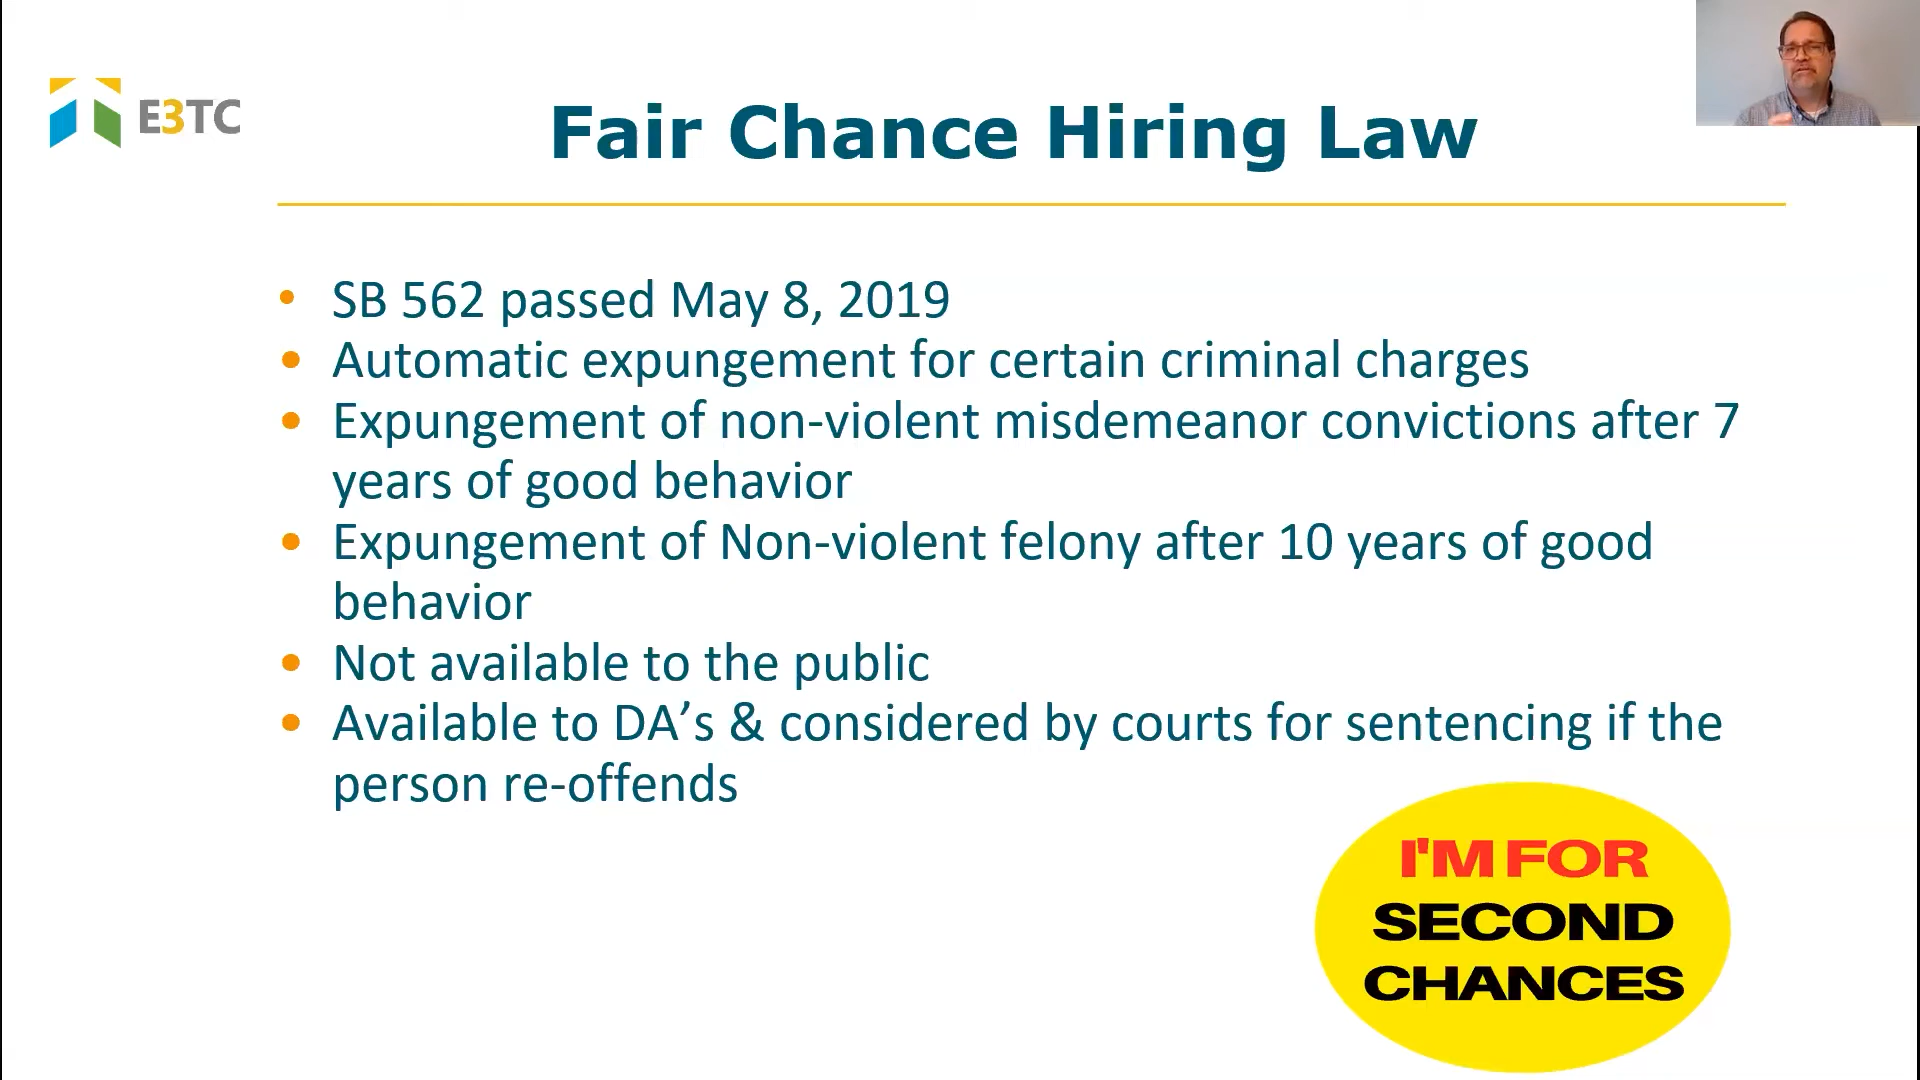 E3TC
Fair Chance Hiring Law
• SB 562 passed May 8, 2019
• Automatic expungement for certain criminal charges
• Expungement of non-violent misdemeanor convictions after 7
years of good behavior
• Expungement of Non-violent felony after 10 years of good
behavior
• Not available to the public
• Available to DA’s & considered by courts for sentencing if the
person re-offends
I'M FOR
SECOND
CHANCES